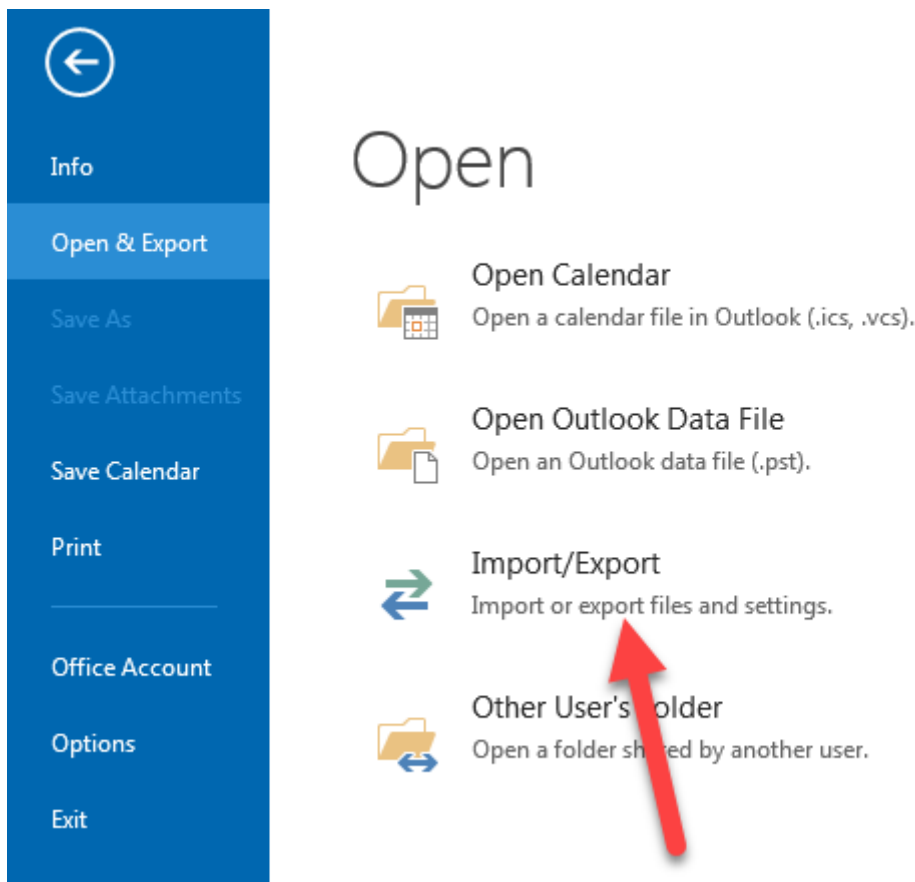 Info
Open & Export
Save As
Save Attachments
Save Calendar
Print
Office Account
Options
Exit
Open
Open Calendar
Open a calendar file in Outlook (.ics, .vcs).
Open Outlook Data File
Open an Outlook data file (.pst).
Import/Export
Import or export files and settings.
Other User's Folder
Open a folder shared by another user.